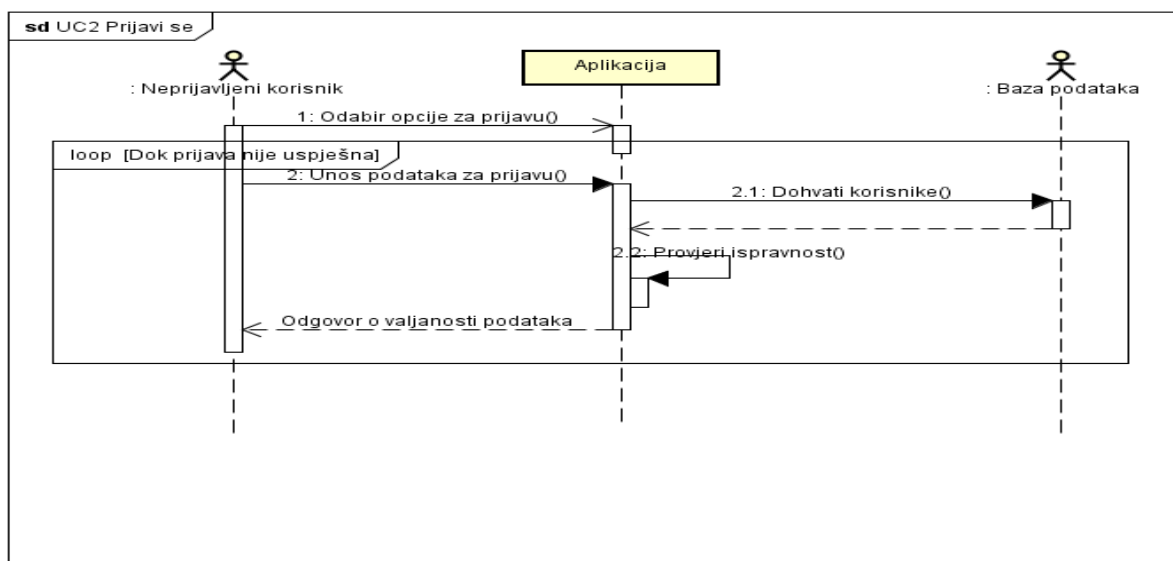 sd UC2 Prijavi se
Aplikacija
: Neprijavljeni korisnik
: Baza podataka
1: Odabir opcije za prijavu()
loop [Dok prijava nije uspješna]
2: Unos podataka za prijavu()
2.1: Dohvati korisnike()
2.2: Provjeri ispravnost()
Odgovor o valjanosti podataka